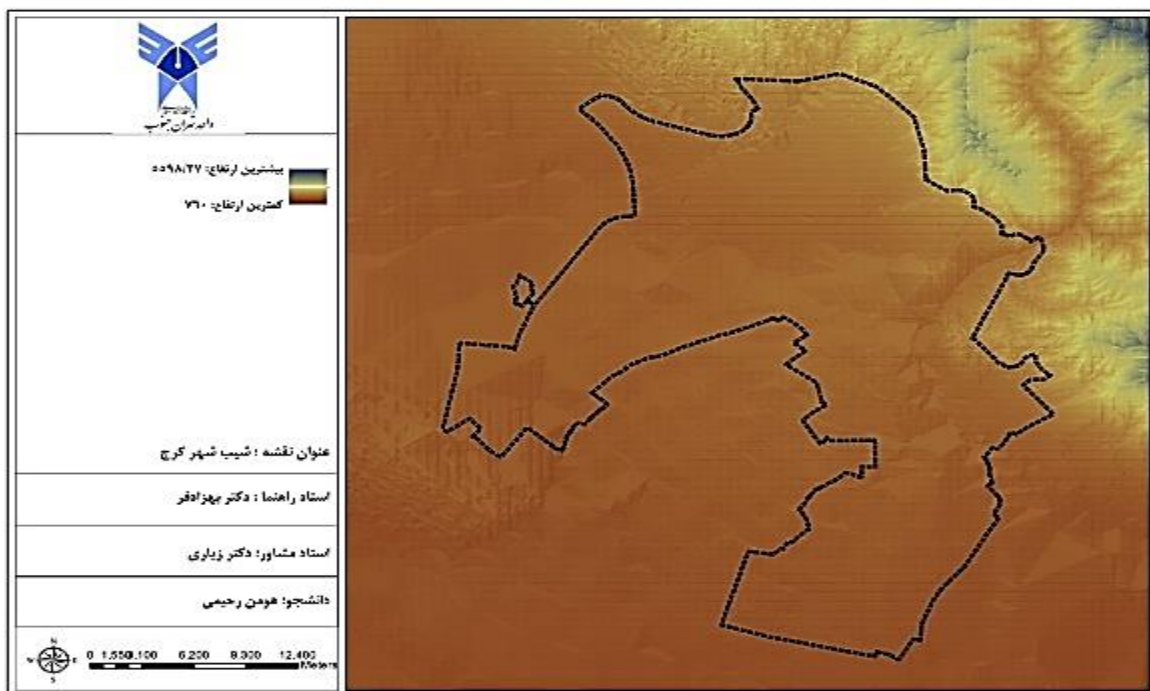 واحد تهران جنوب
بیشترین ارتفاع: ۵۵۹۸/۲۷
کمترین ارتفاع: ۷۶۰
عنوان نقشه : شیب شهر کرج
استاد راهنما : دکتر بهزادفر
استاد مشاور: دکتر زیاری
دانشجو: هومن رحیمی
N
W E
S
0 1,550 3,100 6,200 9,300 12,400
Meters